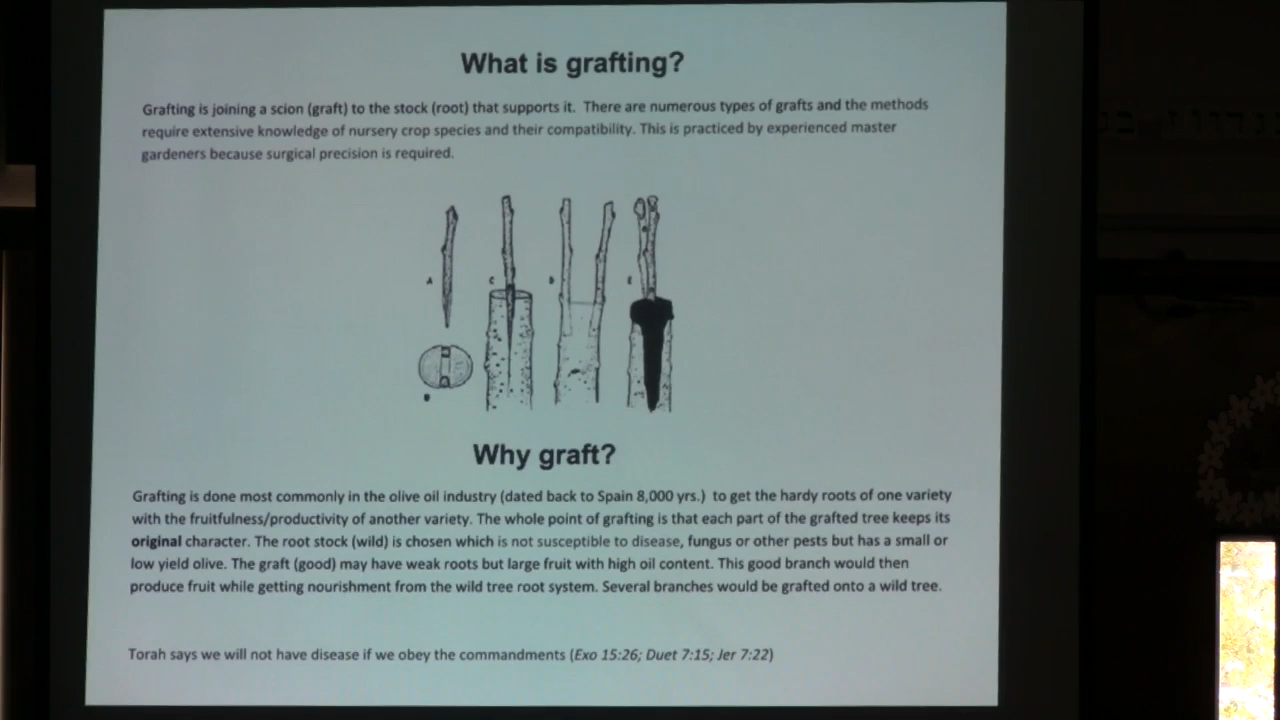 What is grafting?
Grafting is joining a scion (graft) to the stock (root) that supports it. There are numerous types of grafts and the methods
require extensive knowledge of nursery crop species and their compatibility. This is practiced by experienced master
gardeners because surgical precision is required.
A
C
D
E
B
Why graft?
Grafting is done most commonly in the olive oil industry (dated back to Spain 8,000 yrs.) to get the hardy roots of one variety
with the fruitfulness/productivity of another variety. The whole point of grafting is that each part of the grafted tree keeps its
original character. The root stock (wild) is chosen which is not susceptible to disease, fungus or other pests but has a small or
low yield olive. The graft (good) may have weak roots but large fruit with high oil content. This good branch would then
produce fruit while getting nourishment from the wild tree root system. Several branches would be grafted onto a wild tree.
Torah says we will not have disease if we obey the commandments (Exo 15:26; Duet 7:15; Jer 7:22)